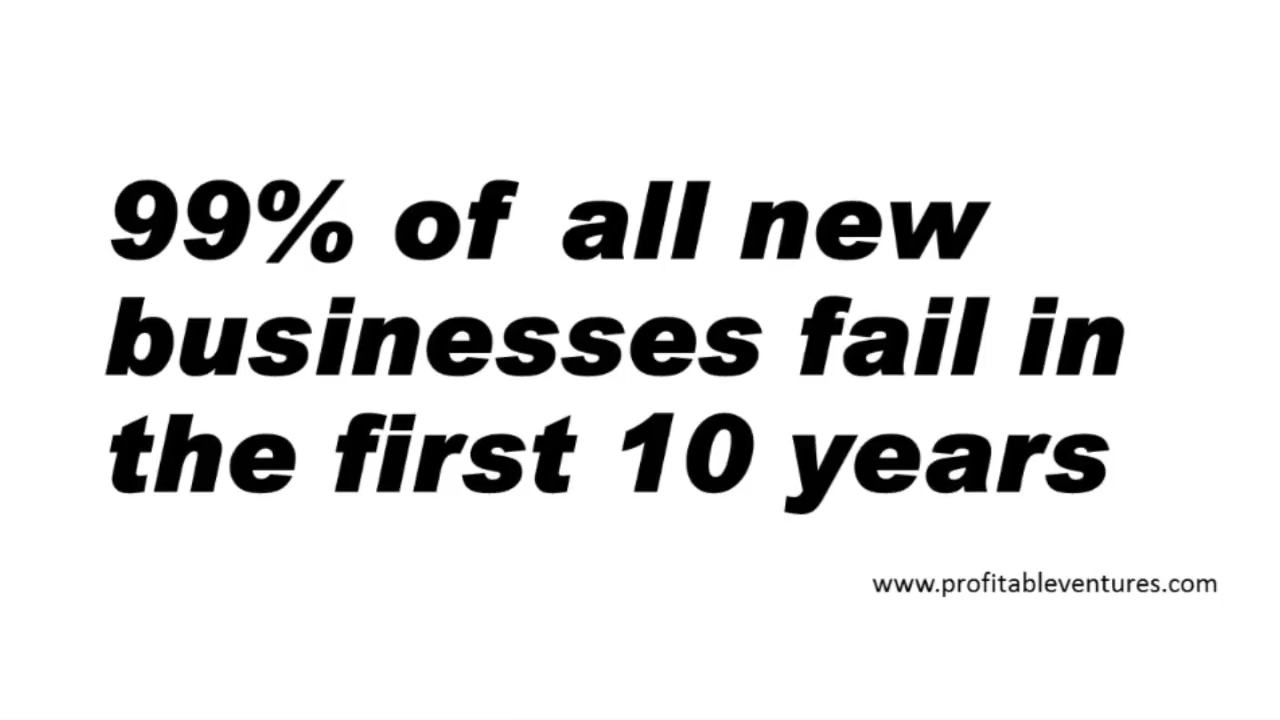 99% of all new
businesses fail in
the first 10 years
www.profitableventures.com